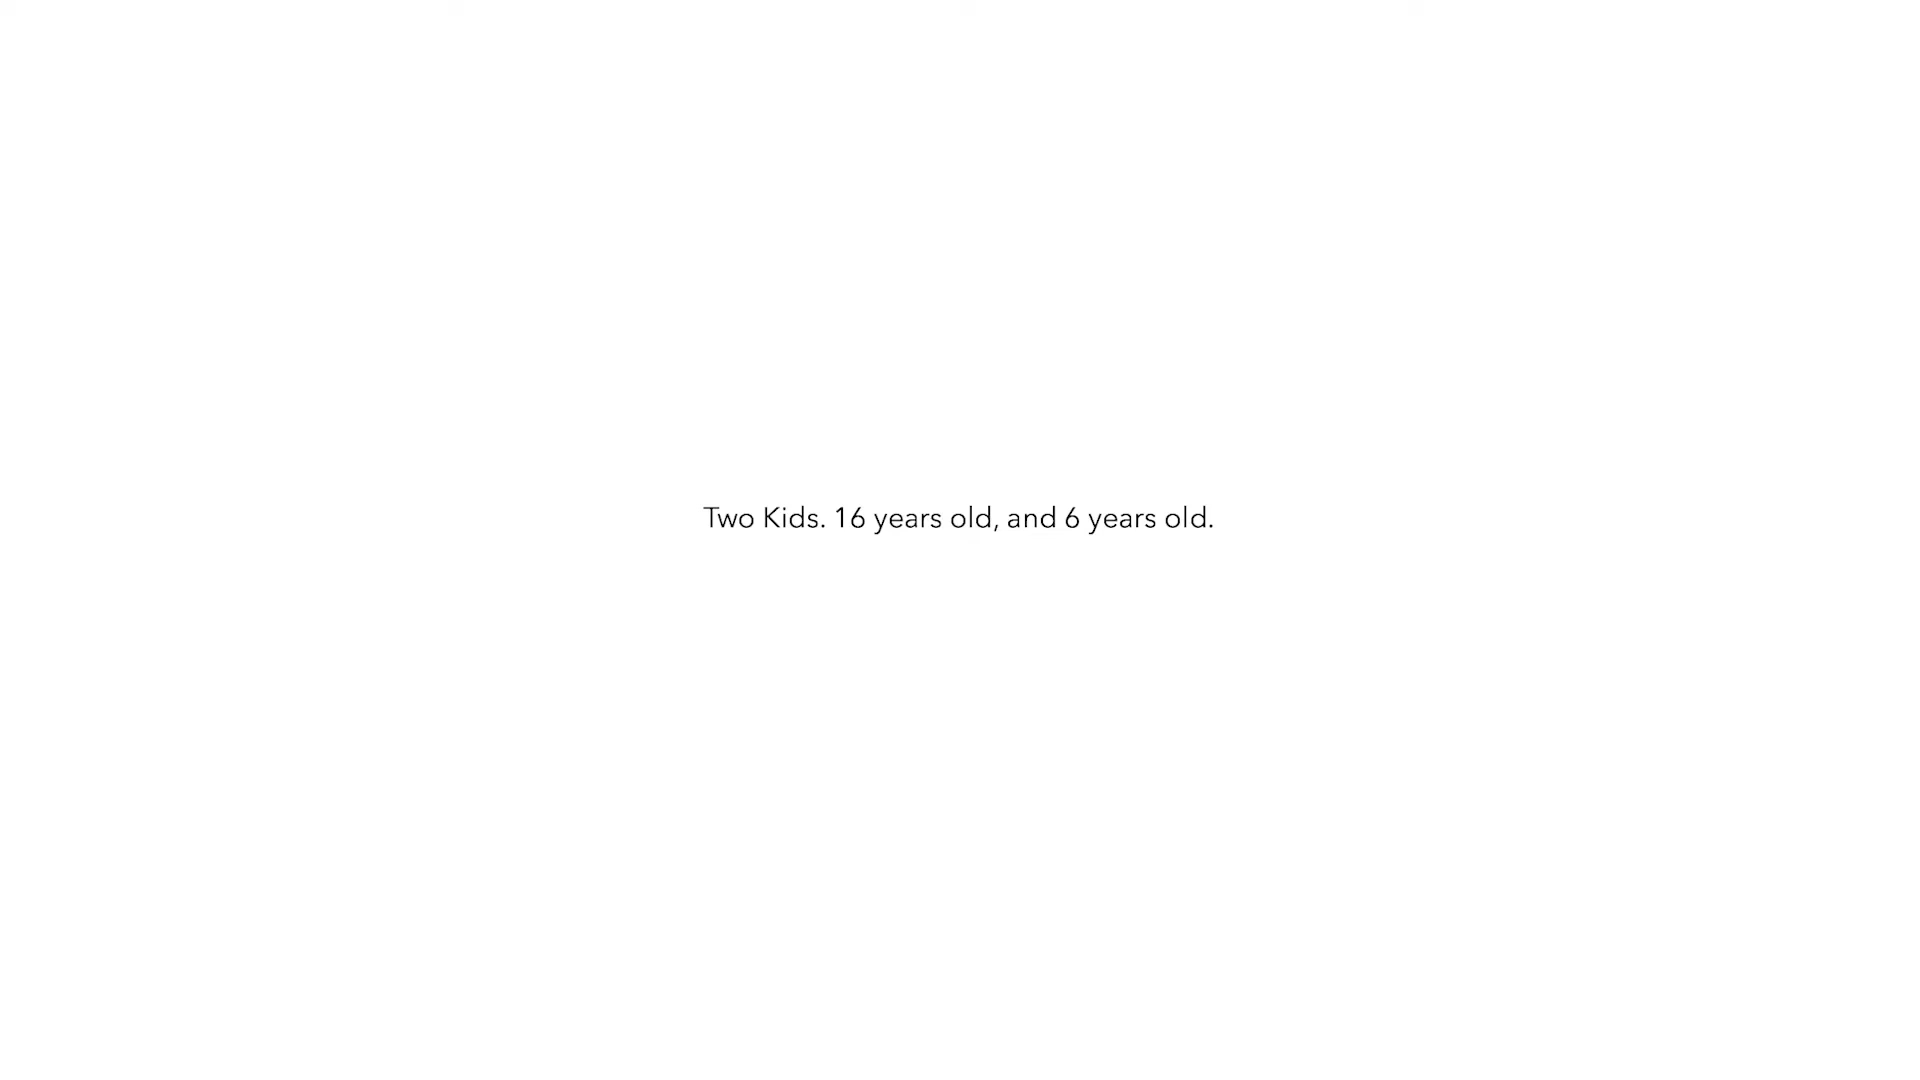 Two Kids. 16 years old, and 6 years old.